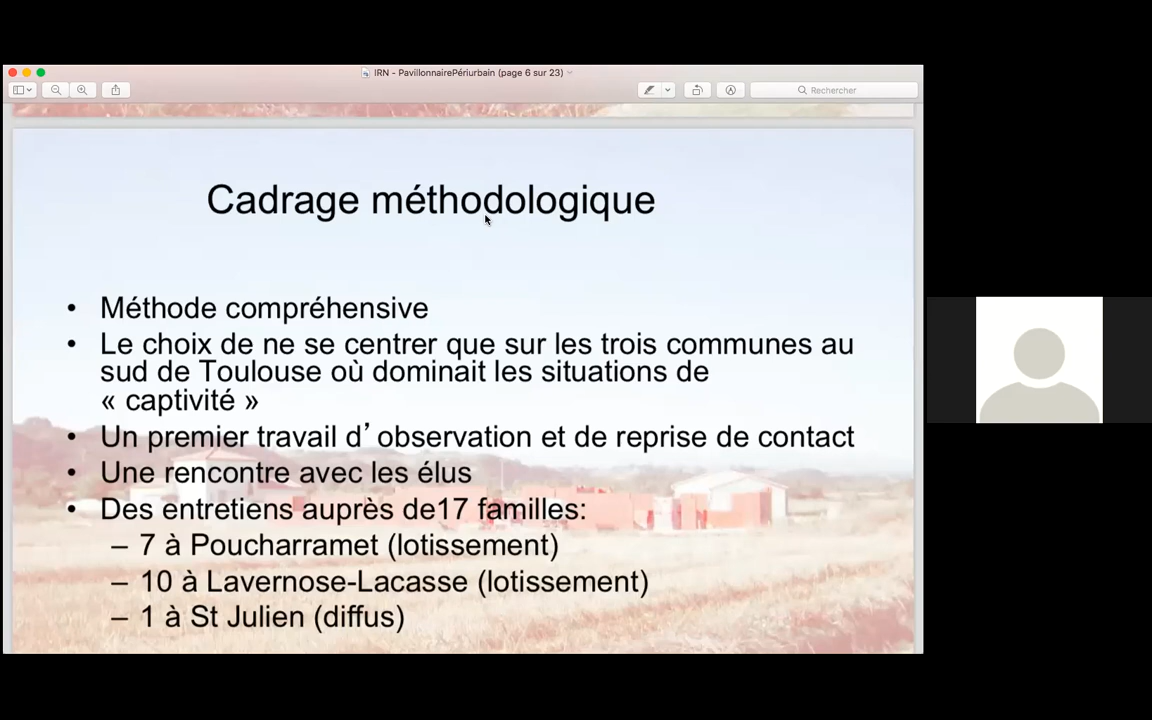 IRN - PavillonnairePériurbain (page 6 sur 23)
Rechercher
Cadrage méthodologique
• Méthode compréhensive
• Le choix de ne se centrer que sur les trois communes au
sud de Toulouse où dominait les situations de
« captivité »
• Un premier travail d’ observation et de reprise de contact
• Une rencontre avec les élus
• Des entretiens auprès de17 familles:
– 7 à Poucharramet (lotissement)
– 10 à Lavernose-Lacasse (lotissement)
– 1 à St Julien (diffus)